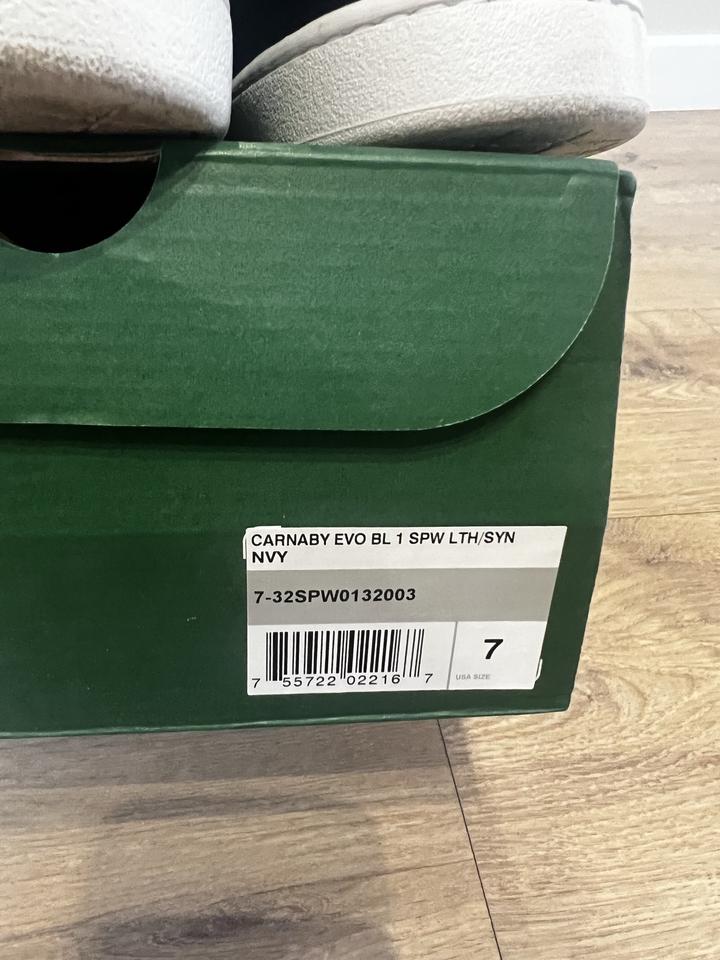 CARNABY EVO BL 1 SPW LTH/SYN
NVY
7-32SPW0132003
7 55722 02216 7
7
USA SIZE